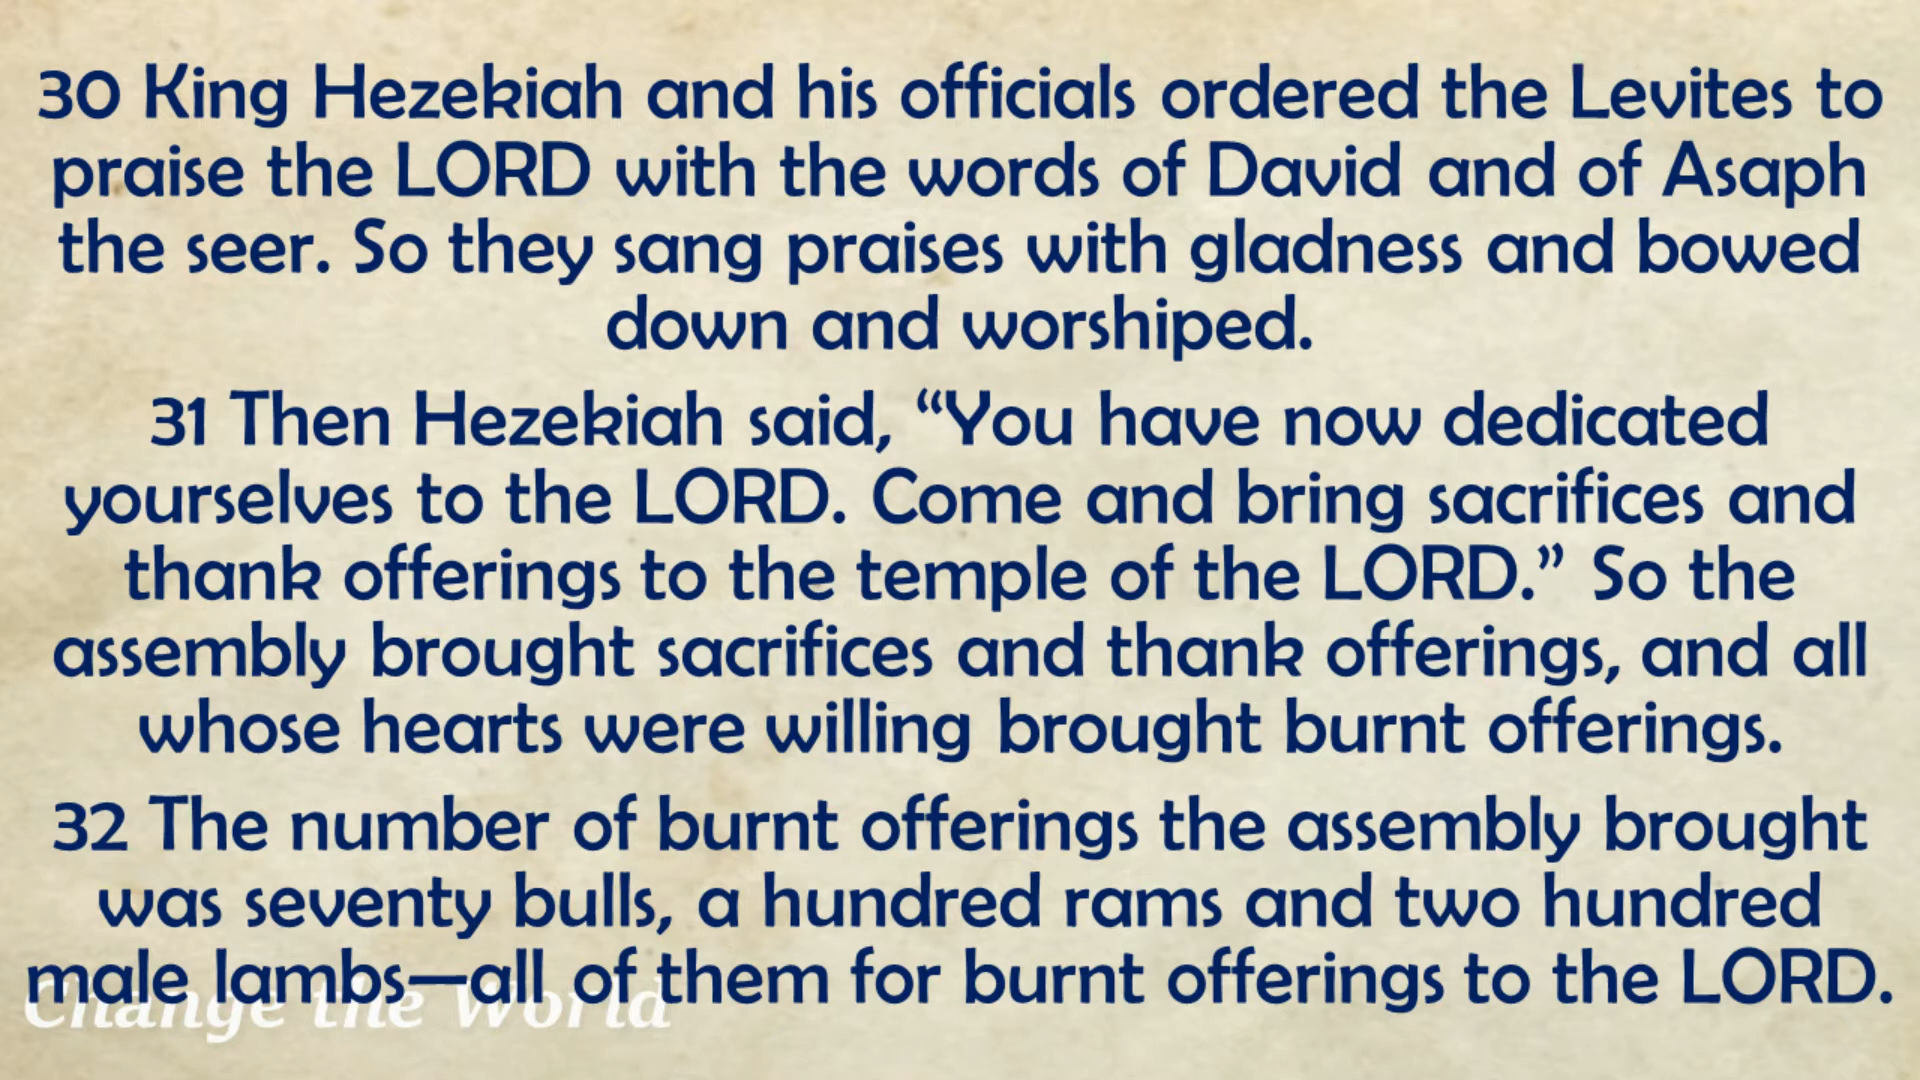 30 King Hezekiah and his officials ordered the Levites to
praise the LORD with the words of David and of Asaph
the seer. So they sang praises with gladness and bowed
down and worshiped.
31 Then Hezekiah said, “You have now dedicated
yourselves to the LORD. Come and bring sacrifices and
thank offerings to the temple of the LORD.” So the
assembly brought sacrifices and thank offerings, and all
whose hearts were willing brought burnt offerings.
32 The number of burnt offerings the assembly brought
was seventy bulls, a hundred rams and two hundred
male lambs—all of them for burnt offerings to the LORD.
Change the World